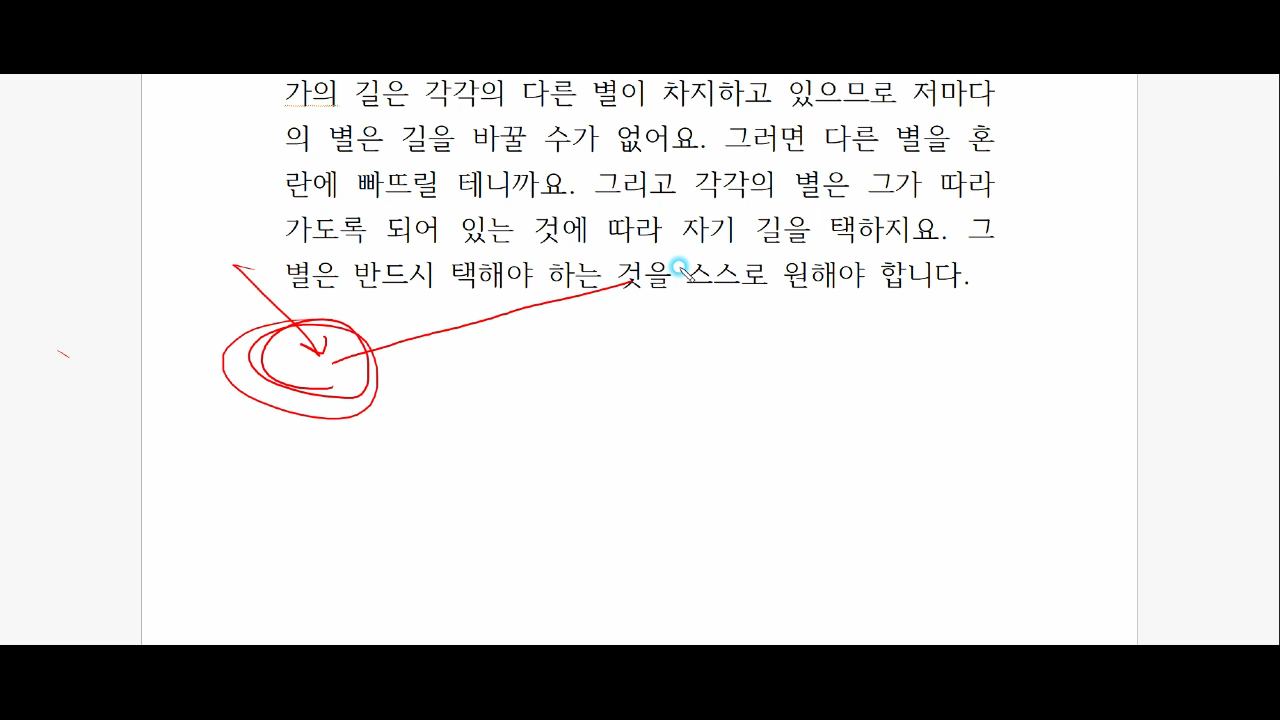 가의 길은 각각의 다른 별이 차지하고 있으므로 저마다
의 별은 길을 바꿀 수가 없어요. 그러면 다른 별을 혼
란에 빠뜨릴 테니까요. 그리고 각각의 별은 그가 따라
가도록 되어 있는 것에 따라 자기 길을 택하지요. 그
별은 반드시 택해야 하는 것을 스스로 원해야 합니다.